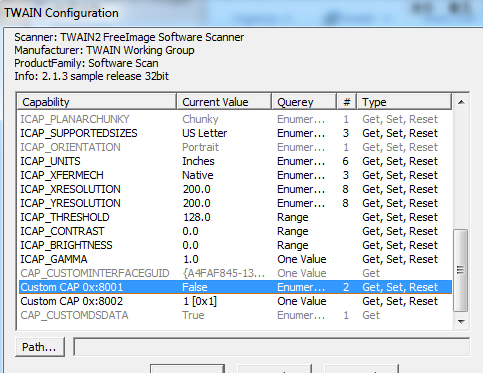 TWAIN Configuration
Scanner: TWAIN2 FreeImage Software Scanner
Manufacturer: TWAIN Working Group
ProductFamily: Software Scan
Info: 2.1.3 sample release 32bit
Capability Current Value Querey # Type
ICAP_PLANARCHUNKY Chunky Enumer... 1 Get, Set, Reset
ICAP_SUPPORTEDSIZES US Letter Enumer... 3 Get, Set, Reset
ICAP_ORIENTATION Portrait Enumer... 1 Get, Set, Reset
ICAP_UNITS Inches Enumer... 6 Get, Set, Reset
ICAP_XFERMECH Native Enumer... 3 Get, Set, Reset
ICAP_XRESOLUTION 200.0 Enumer... 8 Get, Set, Reset
ICAP_YRESOLUTION 200.0 Enumer... 8 Get, Set, Reset
ICAP_THRESHOLD 128.0 Range Get, Set, Reset
ICAP_CONTRAST 0.0 Range Get, Set, Reset
ICAP_BRIGHTNESS 0.0 Range Get, Set, Reset
ICAP_GAMMA 1.0 One Value Get, Set, Reset
CAP_CUSTOMINTERFACEGUID {A4FAF845-13... One Value Get
Custom CAP 0x:8001 False Enumer... 2 Get, Set, Reset
Custom CAP 0x:8002 1 [0x1] One Value Get, Set, Reset
CAP_CUSTOMDSDATA True Enumer... 1 Get
Path...